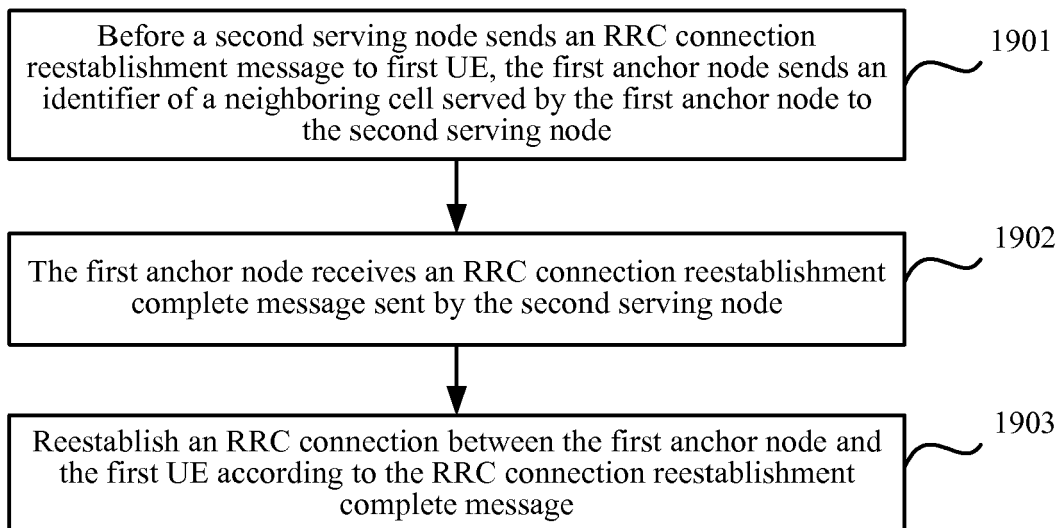 Before a second serving node sends an RRC connection
reestablishment message to first UE, the first anchor node sends an
identifier of a neighboring cell served by the first anchor node to
the second serving node
1901
The first anchor node receives an RRC connection reestablishment
complete message sent by the second serving node
1902
Reestablish an RRC connection between the first anchor node and
the first UE according to the RRC connection reestablishment
complete message
1903